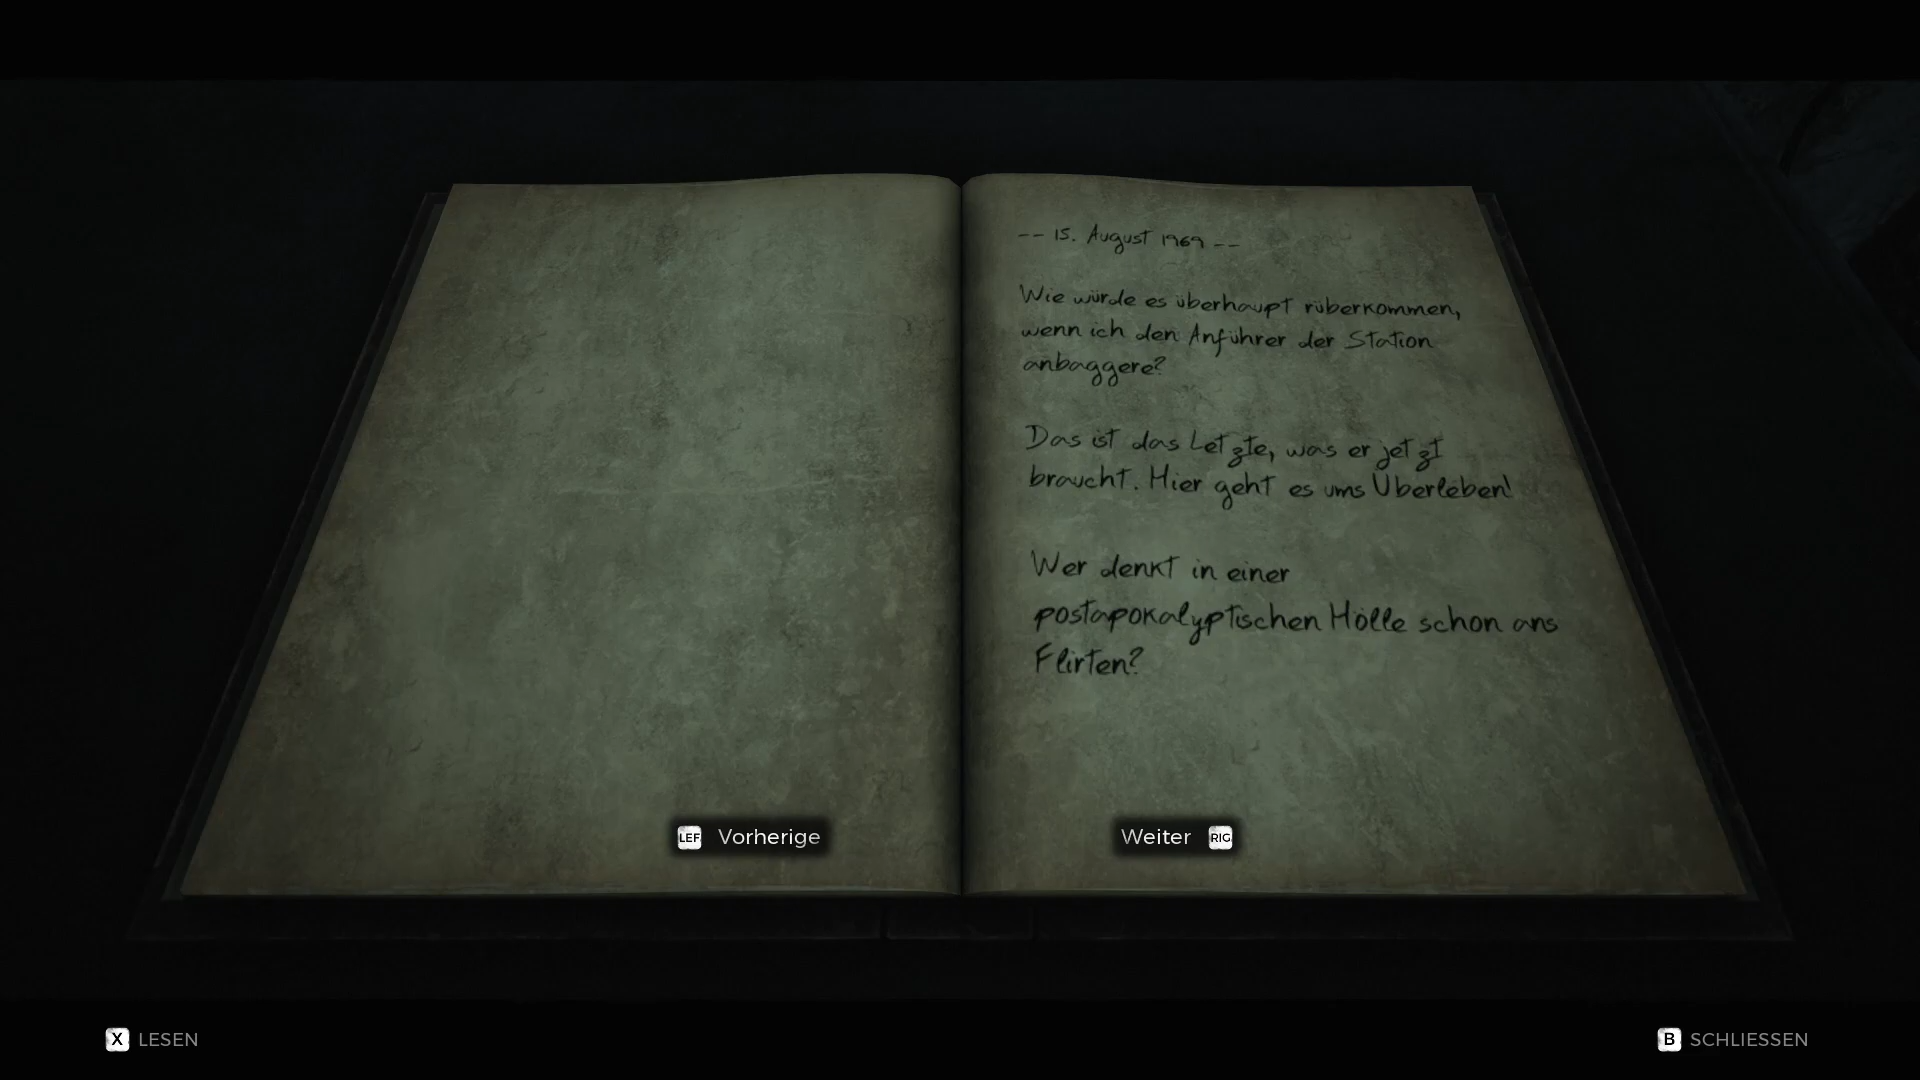 -- 15. August 1969 --
Wie würde es überhaupt rüberkommen,
wenn ich den Anführer der Station
anbaggere?
Das ist das Letzte, was er jetzt
braucht. Hier geht es ums Überleben!
Wer denkt in einer
postapokalyptischen Hölle schon ans
Flirten?
LEF Vorherige
Weiter RIG
X LESEN
B SCHLIESSEN